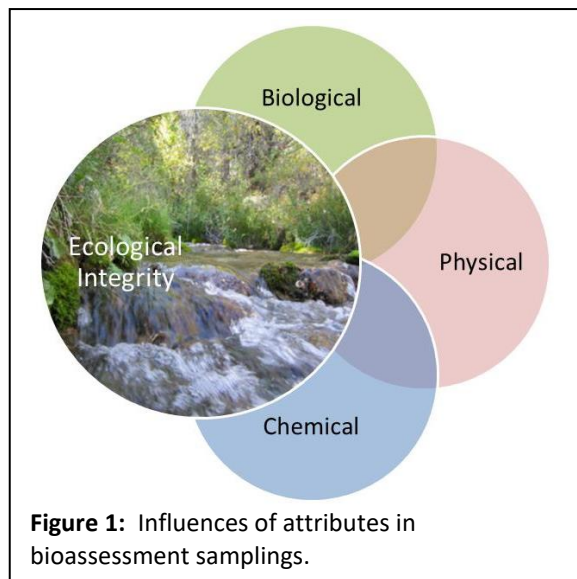 Biological
Ecological
Integrity
Physical
Chemical
Figure 1:  Influences of attributes in
bioassessment samplings.